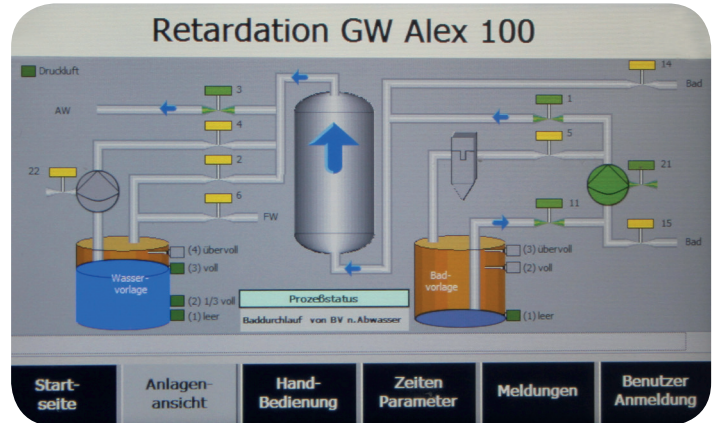 Retardation GW Alex 100
Druckluft
3
14
AW
Bad
1
4
5
22
2
21
6
11
FW
15
Bad
(4) übervoll
(3) voll
Wasser-
vorlage
(2) 1/3 voll
(1) leer
Bad-
vorlage
(3) übervoll
(2) voll
(1) leer
Prozeßstatus
Baddurchlauf von BV n.Abwasser
Start-
seite
Anlagen-
ansicht
Hand-
Bedienung
Zeiten
Parameter
Meldungen
Benutzer
Anmeldung